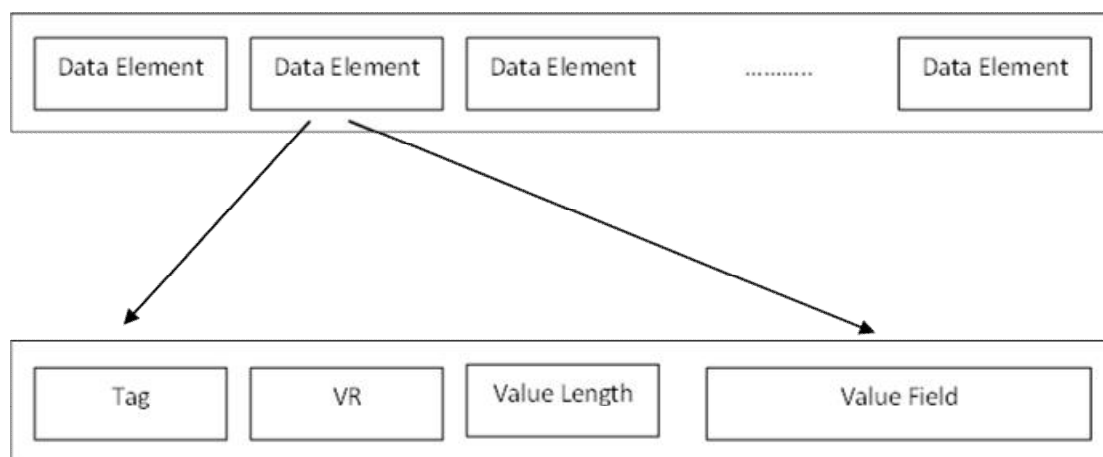 Data Element
Data Element
Data Element
...........
Data Element
Tag
VR
Value Length
Value Field